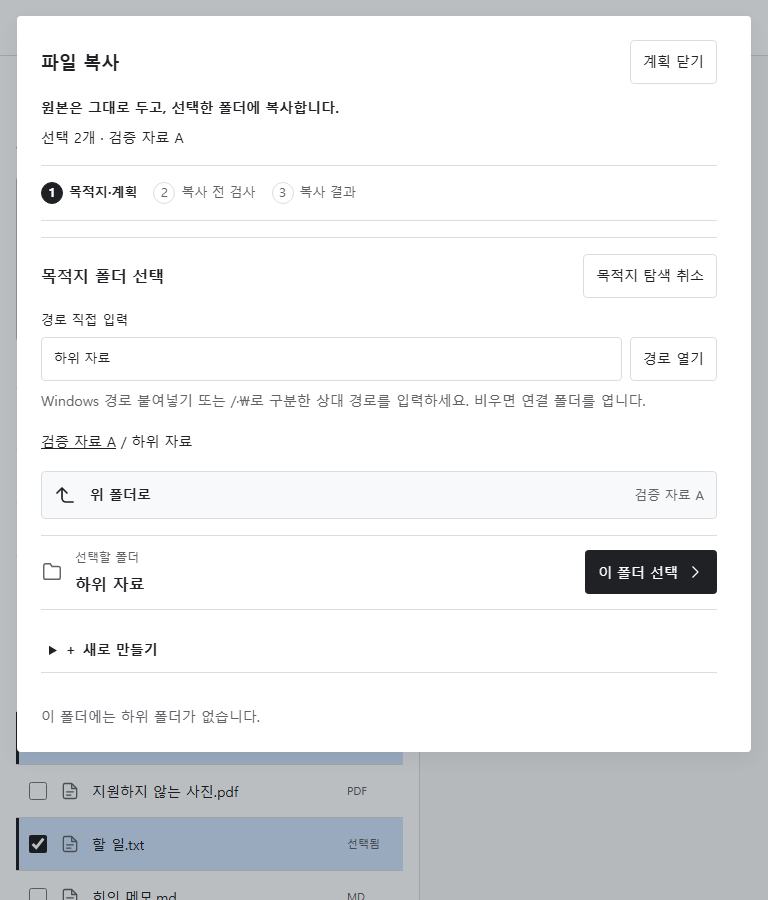 파일 복사
계획 닫기
원본은 그대로 두고, 선택한 폴더에 복사합니다.
선택 2개 · 검증 자료 A
1 목적지·계획 2 복사 전 검사 3 복사 결과
목적지 폴더 선택
목적지 탐색 취소
경로 직접 입력
하위 자료
경로 열기
Windows 경로 붙여넣기 또는 /·₩로 구분한 상대 경로를 입력하세요. 비우면 연결 폴더를 엽니다.
검증 자료 A / 하위 자료
위 폴더로
검증 자료 A
선택할 폴더
하위 자료
이 폴더 선택
+ 새로 만들기
이 폴더에는 하위 폴더가 없습니다.
지원하지 않는 사진.pdf PDF
할 일.txt 선택됨
회의 메모.md MD